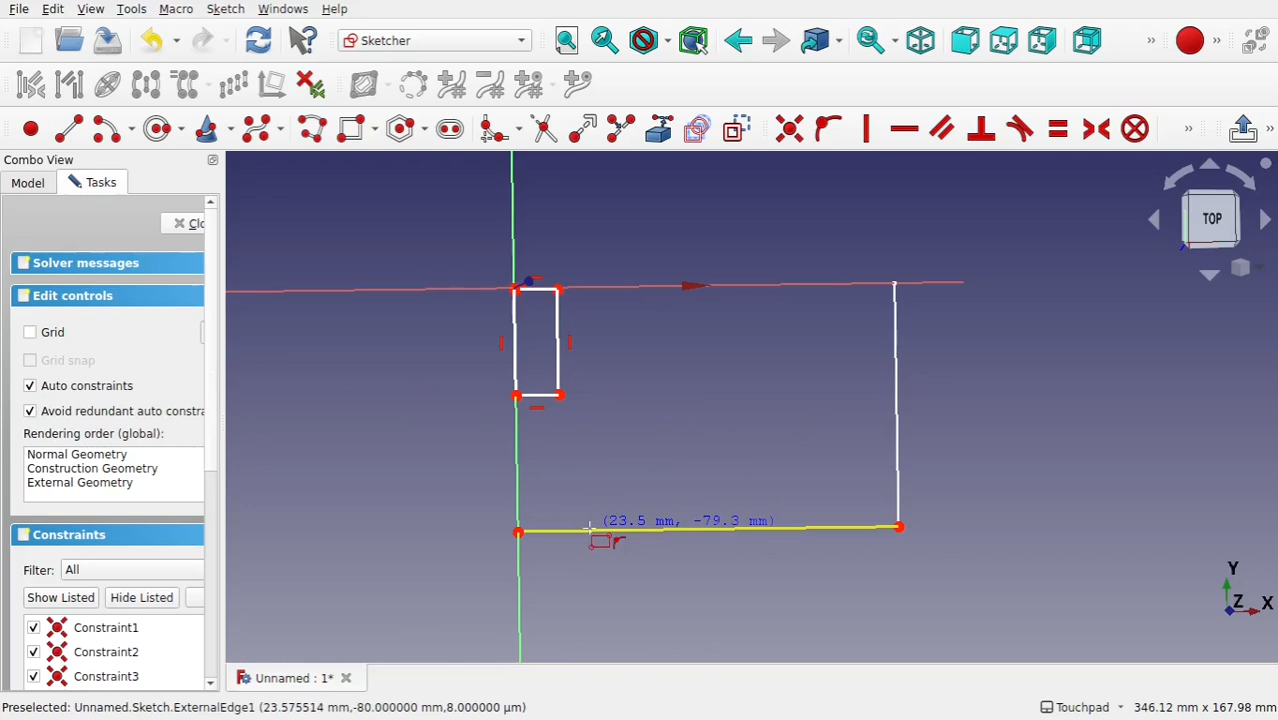 File Edit View Tools Macro Sketch Windows Help
Sketcher
»
»
»
»
Combo View
Model Tasks
Clo
Solver messages
Edit controls
Grid
Grid snap
Auto constraints
Avoid redundant auto constra
Rendering order (global):
Normal Geometry
Construction Geometry
External Geometry
Constraints
Filter: All
Show Listed Hide Listed
Constraint1
Constraint2
Constraint3
TOP
(23.5 mm, -79.3 mm)
Y
Z X
Unnamed : 1*
Preselected: Unnamed.Sketch.ExternalEdge1 (23.575514 mm,-80.000000 mm,8.000000 µm) Touchpad 346.12 mm x 167.98 mm